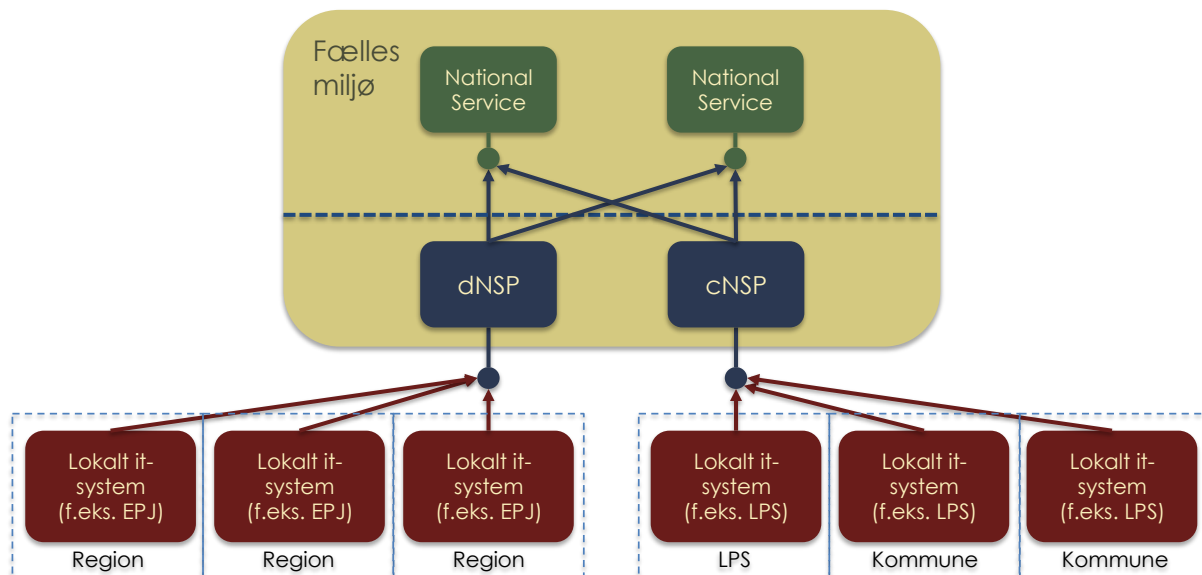 Fælles
miljø
National
Service
National
Service
dNSP
cNSP
Lokalt it-
system
(f.eks. EPJ)
Lokalt it-
system
(f.eks. EPJ)
Lokalt it-
system
(f.eks. EPJ)
Lokalt it-
system
(f.eks. LPS)
Lokalt it-
system
(f.eks. LPS)
Lokalt it-
system
(f.eks. LPS)
Region
Region
Region
LPS
Kommune
Kommune